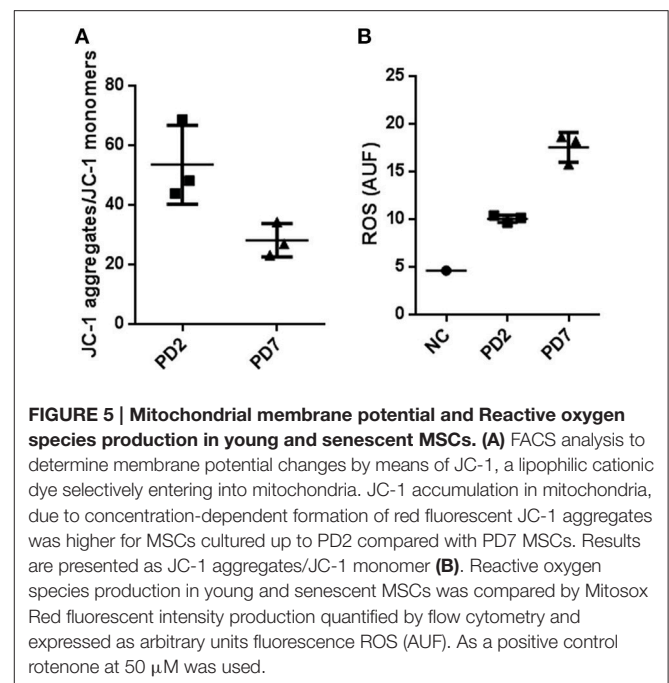 A
B
JC-1 aggregates/JC-1 monomers
80
60
40
20
0
PD2
PD7
ROS (AUF)
25
20
15
10
5
0
NC
PD2
PD7
FIGURE 5 | Mitochondrial membrane potential and Reactive oxygen
species production in young and senescent MSCs. (A) FACS analysis to
determine membrane potential changes by means of JC-1, a lipophilic cationic
dye selectively entering into mitochondria. JC-1 accumulation in mitochondria,
due to concentration-dependent formation of red fluorescent JC-1 aggregates
was higher for MSCs cultured up to PD2 compared with PD7 MSCs. Results
are presented as JC-1 aggregates/JC-1 monomer (B). Reactive oxygen
species production in young and senescent MSCs was compared by Mitosox
Red fluorescent intensity production quantified by flow cytometry and
expressed as arbitrary units fluorescence ROS (AUF). As a positive control
rotenone at 50 μM was used.